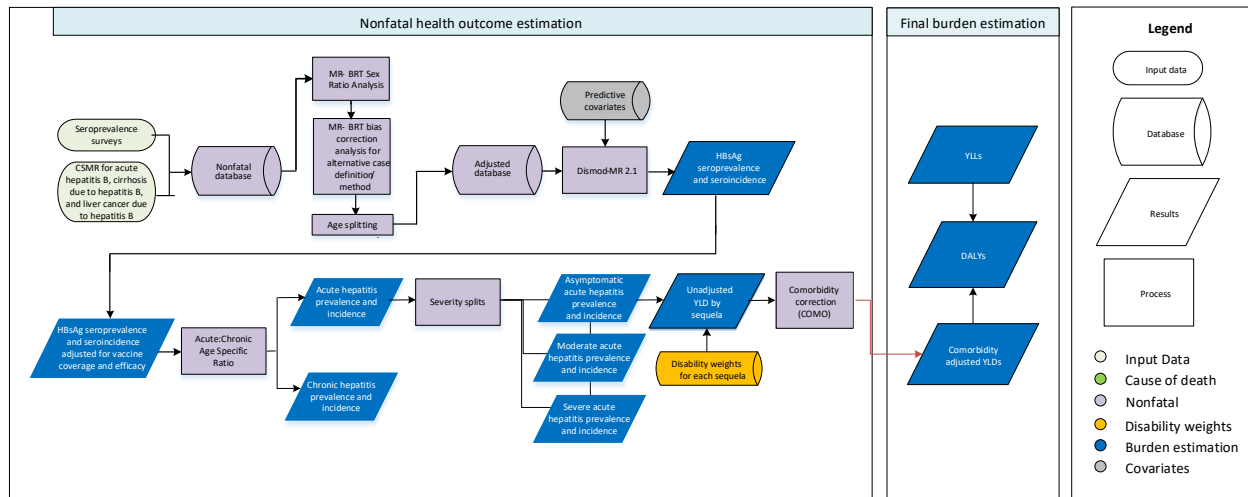 Nonfatal health outcome estimation
Final burden estimation
Legend
Input data
Database
Results
Process
Input Data
Cause of death
Nonfatal
Disability weights
Burden estimation
Covariates
Seroprevalence
surveys
CSMR for acute
hepatitis B, cirrhosis
due to hepatitis B,
and liver cancer due
to hepatitis B
Nonfatal
database
MR- BRT Sex
Ratio Analysis
MR- BRT bias
correction
analysis for
alternative case
definition/
method
Age splitting
Adjusted
database
Predictive
covariates
Dismod-MR 2.1
HBsAg
seroprevalence
and seroincidence
HBsAg seroprevalence
and seroincidence
adjusted for vaccine
coverage and efficacy
Acute:Chronic
Age Specific
Ratio
Acute hepatitis
prevalence and
incidence
Chronic hepatitis
prevalence and
incidence
Severity splits
Asymptomatic
acute hepatitis
prevalence and
incidence
Moderate acute
hepatitis prevalence
and incidence
Severe acute
hepatitis prevalence
and incidence
Unadjusted
YLD by
sequela
Disability weights
for each sequela
Comorbidity
correction
(COMO)
YLLs
DALYs
Comorbidity
adjusted YLDs